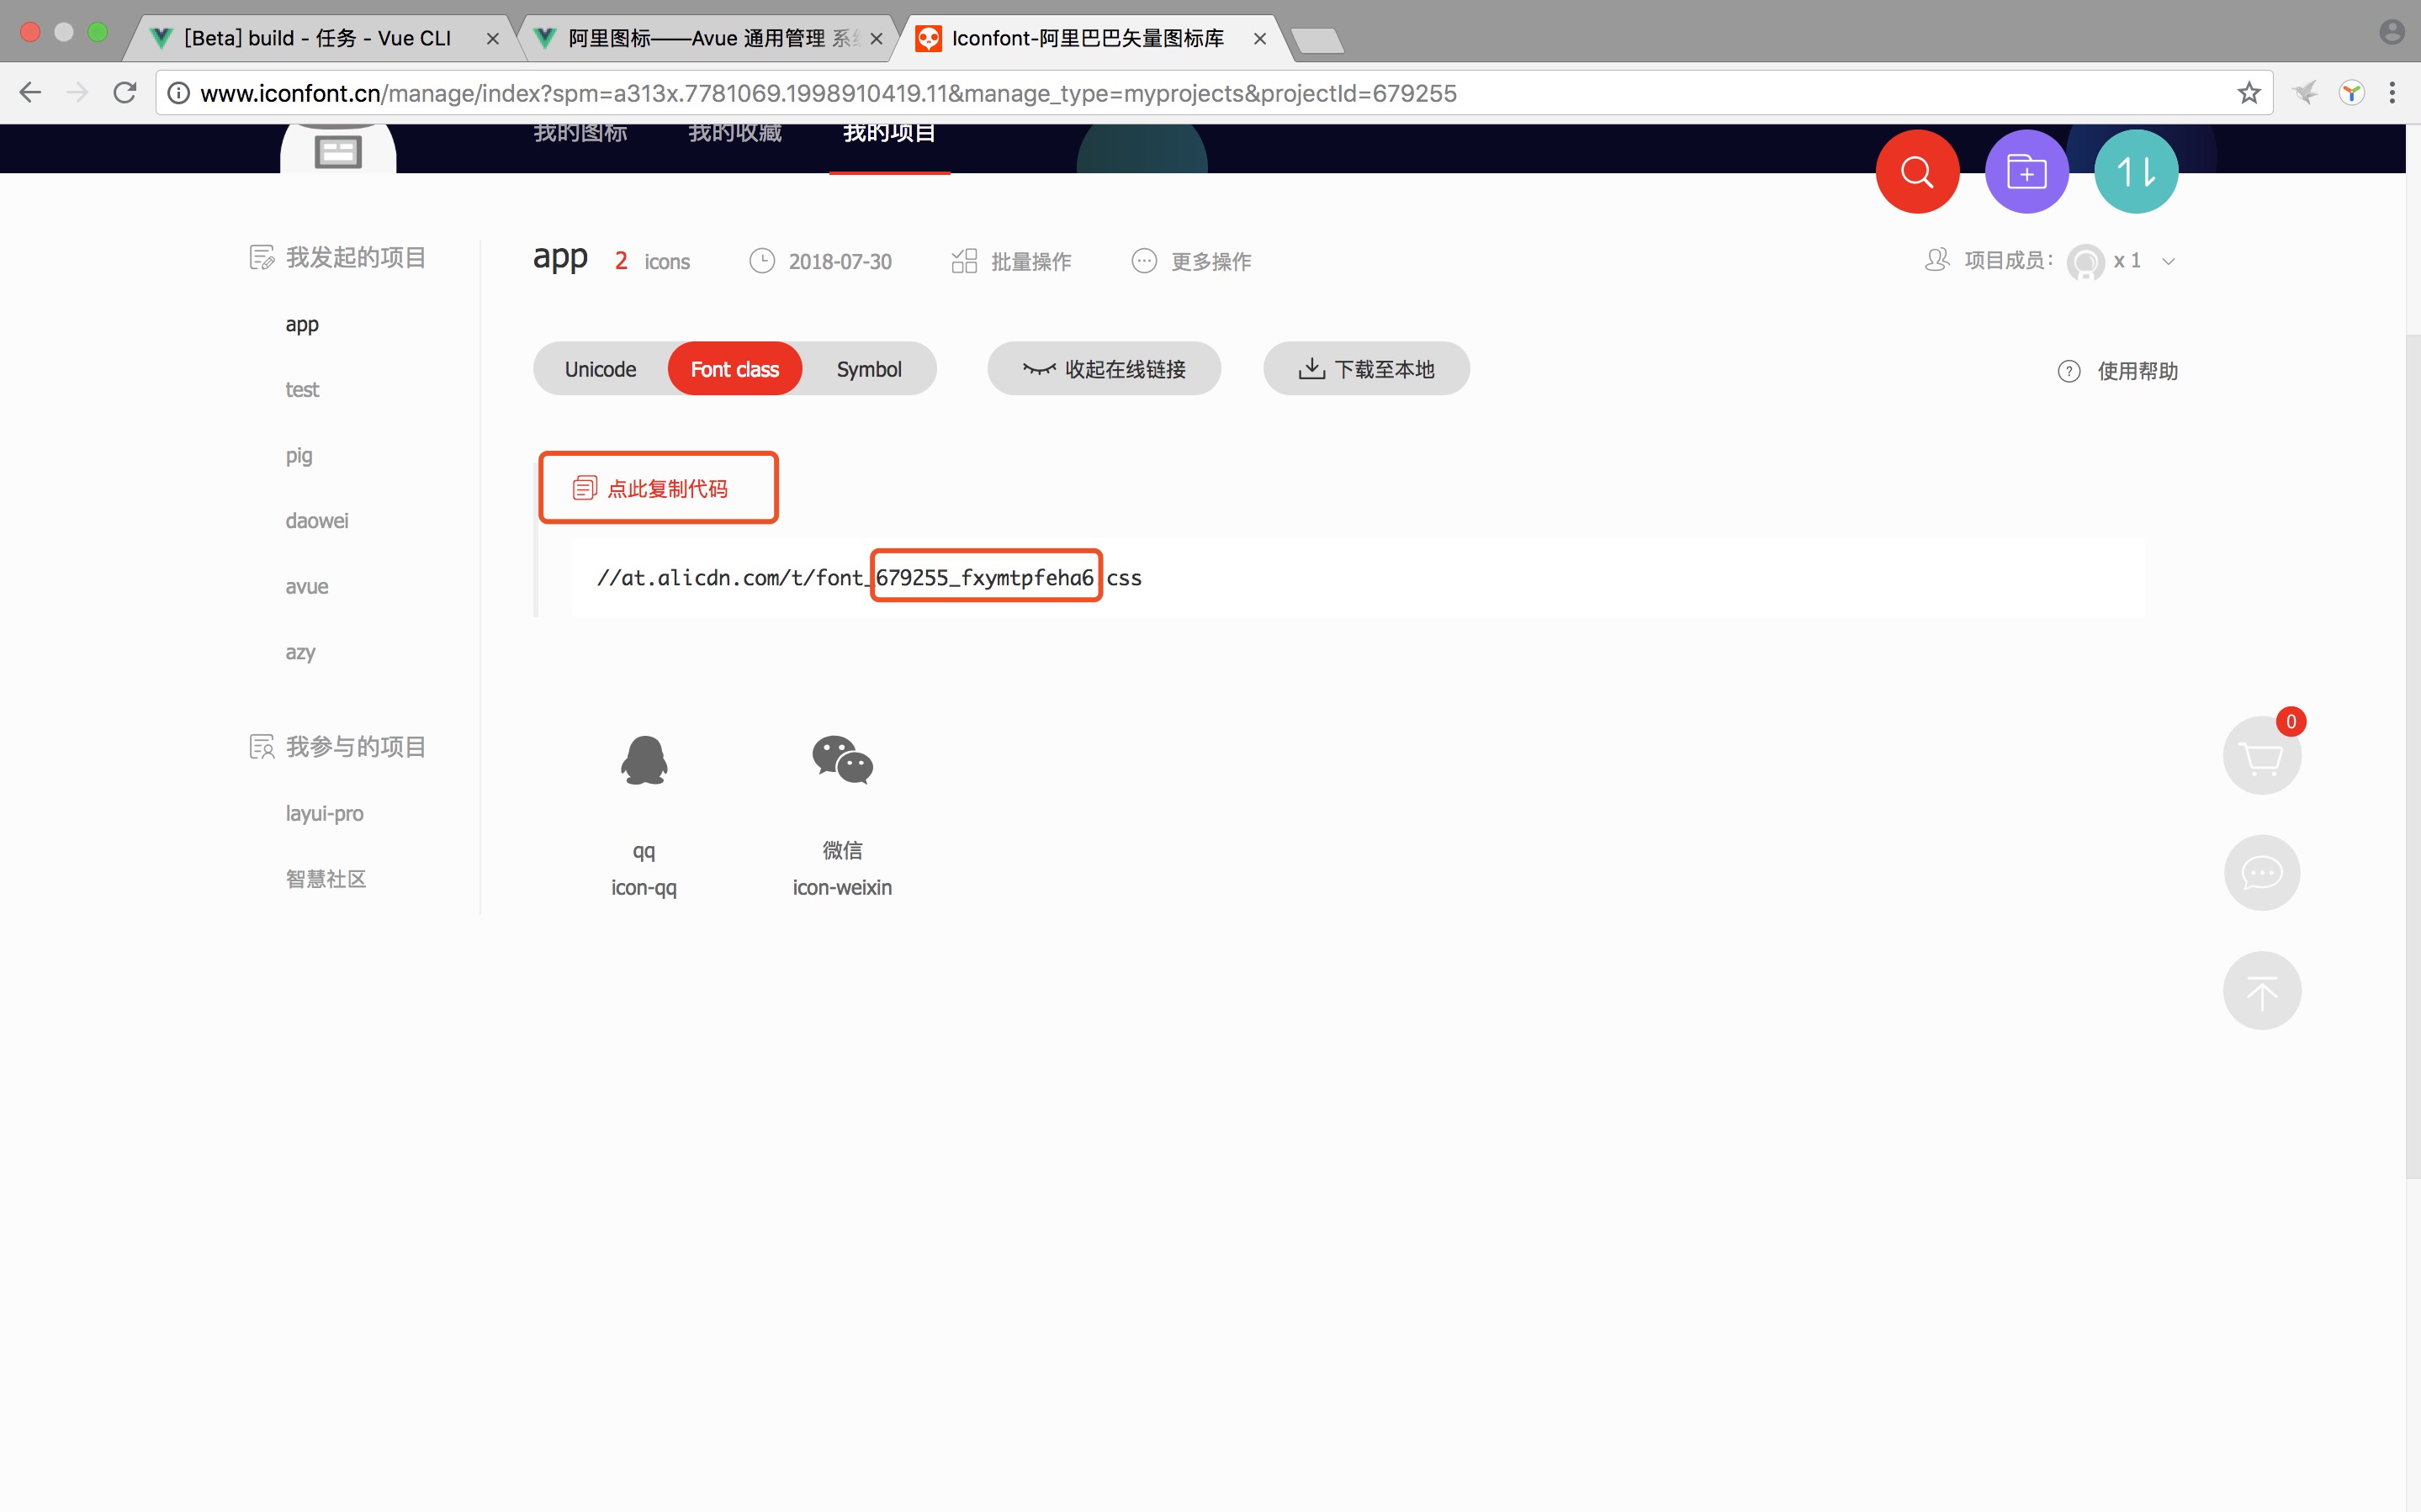 [Beta] build - 任务 - Vue CLI
阿里图标——Avue 通用管理 系
Iconfont-阿里巴巴矢量图标库
www.iconfont.cn/manage/index?spm=a313x.7781069.1998910419.11&manage_type=myprojects&projectId=679255
我的图标 我的收藏 我的项目
我发起的项目
app
test
pig
daowei
avue
azy
我参与的项目
layui-pro
智慧社区
app 2 icons 2018-07-30 批量操作 更多操作
项目成员： x 1
Unicode Font class Symbol 收起在线链接 下载至本地
使用帮助
点此复制代码
//at.alicdn.com/t/font_679255_fxymtpfeha6.css
qq 微信
icon-qq icon-weixin
0